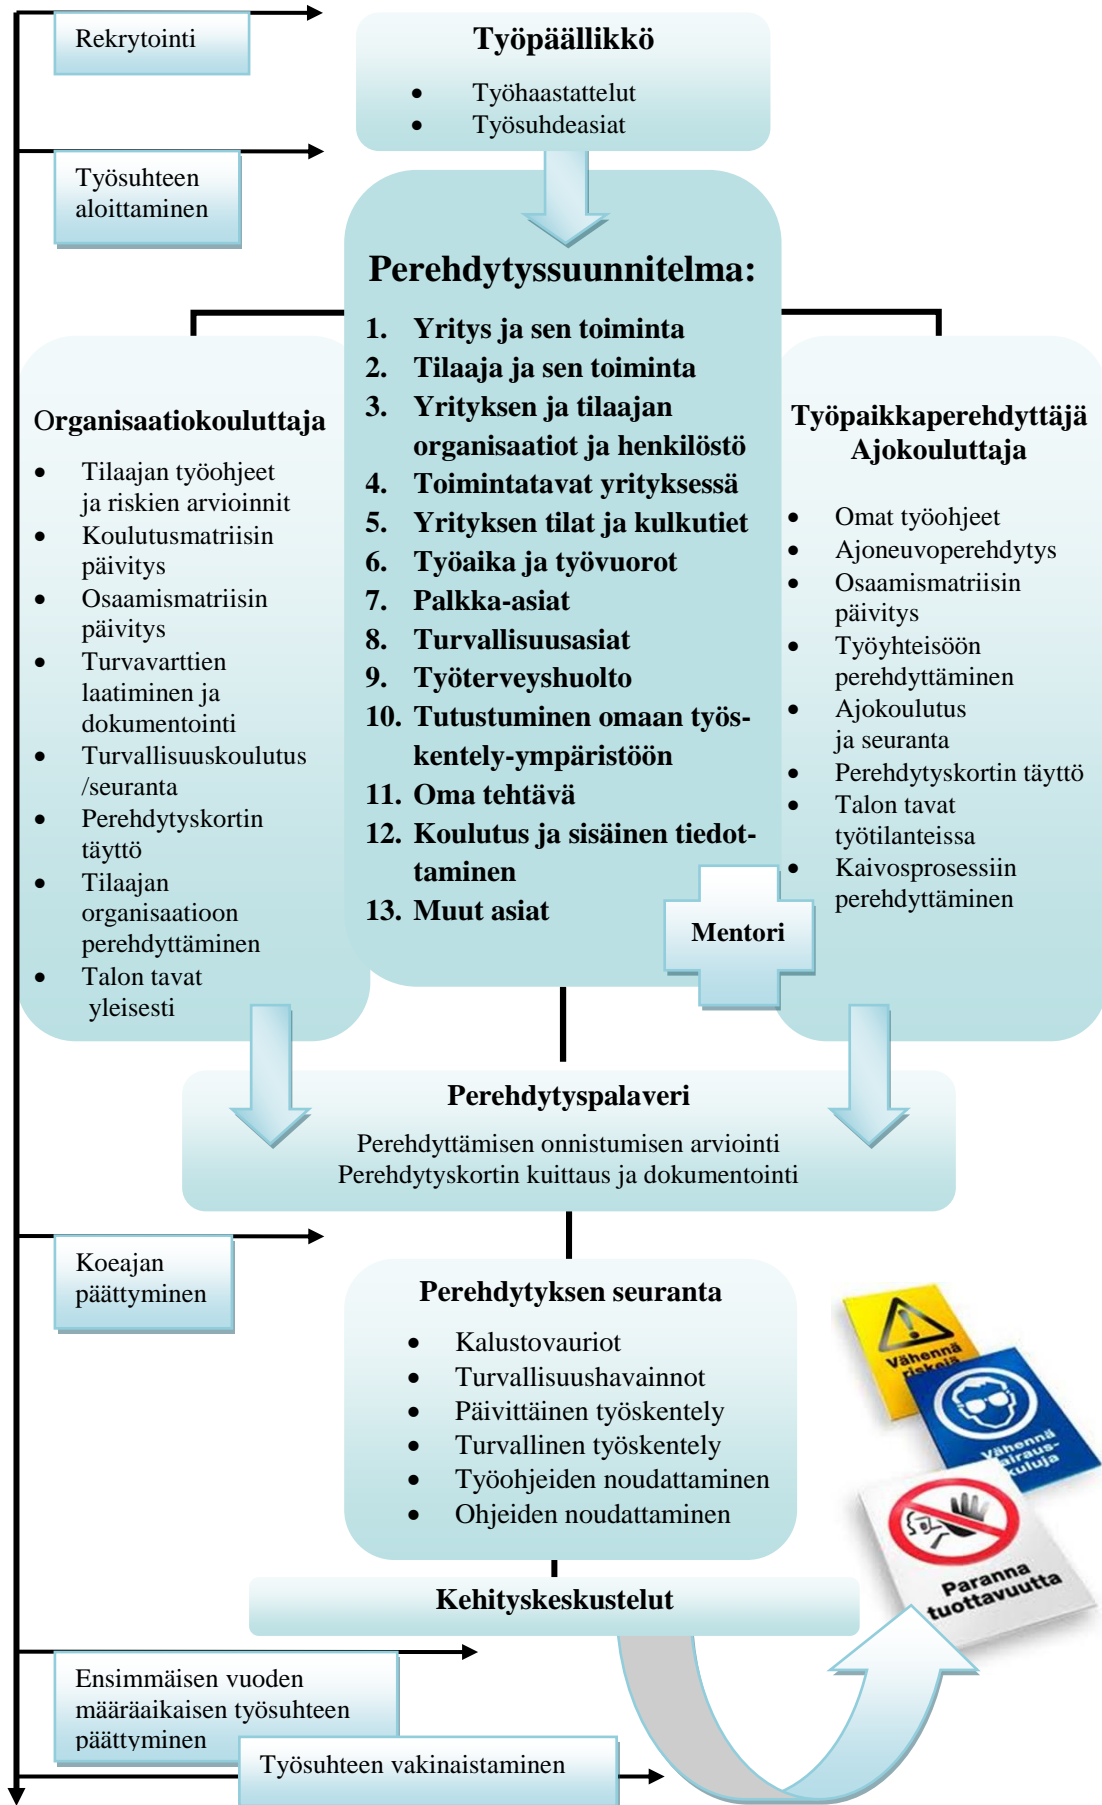 Rekrytointi
Työpäällikkö
• Työhaastattelut
• Työsuhdeasiat
Työsuhteen
aloittaminen
Perehdytyssuunnitelma:
1. Yritys ja sen toiminta
2. Tilaaja ja sen toiminta
3. Yrityksen ja tilaajan
organisaatiot ja henkilöstö
4. Toimintatavat yrityksessä
5. Yrityksen tilat ja kulkutiet
6. Työaika ja työvuorot
7. Palkka-asiat
8. Turvallisuusasiat
9. Työterveyshuolto
10. Tutustuminen omaan työs-
kentely-ympäristöön
11. Oma tehtävä
12. Koulutus ja sisäinen tiedot-
taminen
13. Muut asiat
Organisaatiokouluttaja
• Tilaajan työohjeet
ja riskien arvioinnit
• Koulutusmatriisin
päivitys
• Osaamismatriisin
päivitys
• Turvavarttien
laatiminen ja
dokumentointi
• Turvallisuuskoulutus
/seuranta
• Perehdytyskortin
täyttö
• Tilaajan
organisaatioon
perehdyttäminen
• Talon tavat
yleisesti
Työpaikkaperehdyttäjä
Ajokouluttaja
• Omat työohjeet
• Ajoneuvoperehdytys
• Osaamismatriisin
päivitys
• Työyhteisöön
perehdyttäminen
• Ajokoulutus
ja seuranta
• Perehdytyskortin täyttö
• Talon tavat
työtilanteissa
• Kaivosprosessiin
perehdyttäminen
Mentori
Perehdytyspalaveri
Perehdyttämisen onnistumisen arviointi
Perehdytyskortin kuittaus ja dokumentointi
Koeajan
päättyminen
Perehdytyksen seuranta
• Kalustovauriot
• Turvallisuushavainnot
• Päivittäinen työskentely
• Turvallinen työskentely
• Työohjeiden noudattaminen
• Ohjeiden noudattaminen
Vähennä
riskejä
Vähennä
airaus-
kuluja
Paranna
tuottavuutta
Kehityskeskustelut
Ensimmäisen vuoden
määräaikaisen työsuhteen
päättyminen
Työsuhteen vakinaistaminen